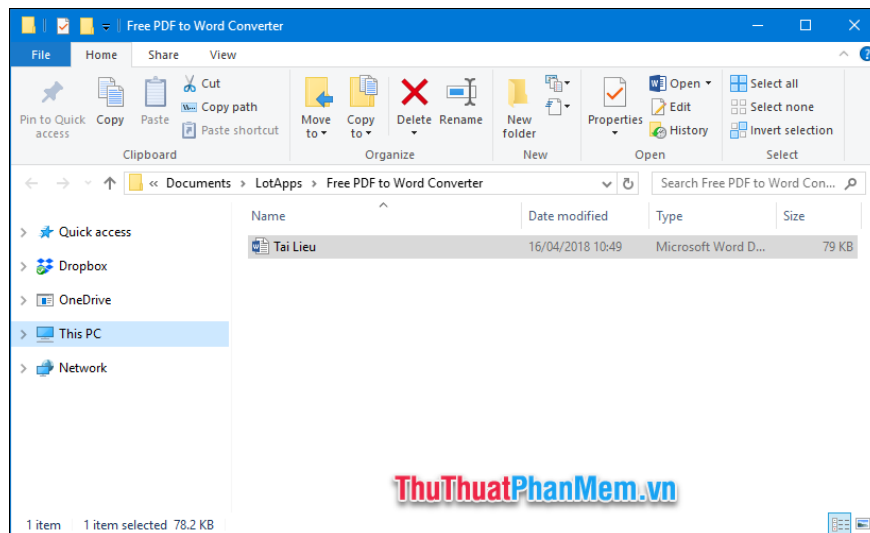 Free PDF to Word Converter
File Home Share View
Pin to Quick access
Copy
Paste
Cut
Copy path
Paste shortcut
Clipboard
Move to
Copy to
Delete
Rename
Organize
New folder
New
Properties
Open
Edit
History
Open
Select all
Select none
Invert selection
Select
« Documents > LotApps > Free PDF to Word Converter
Search Free PDF to Word Con...
Name Date modified Type Size
Quick access
Dropbox
OneDrive
This PC
Network
Tai Lieu 16/04/2018 10:49 Microsoft Word D... 79 KB
ThuThuatPhanMem.vn
1 item 1 item selected 78.2 KB